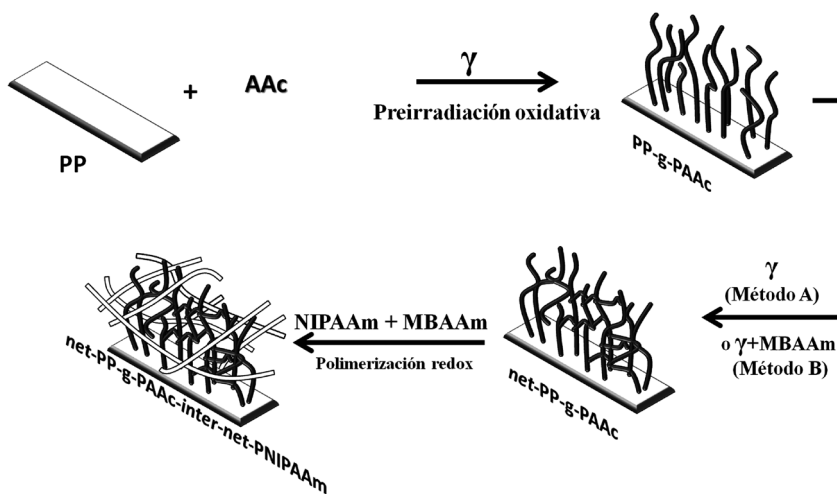 PP
+
AAc
γ
Preirradiación oxidativa
PP-g-PAAc
γ
(Método A)
o γ+MBAAm
(Método B)
net-PP-g-PAAc
NIPAAm + MBAAm
Polimerización redox
net-PP-g-PAAc-inter-net-PNIPAAm